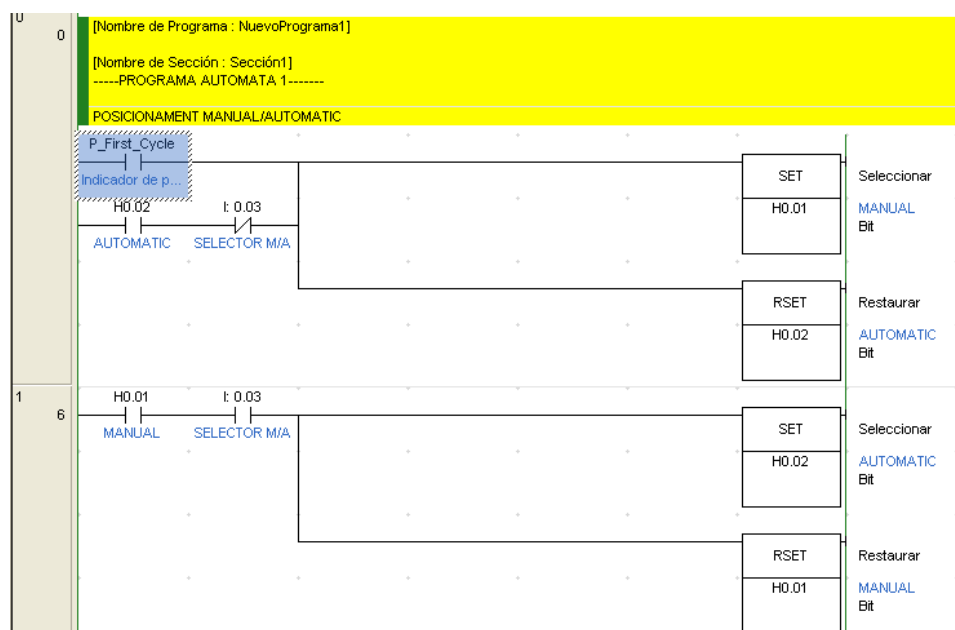 0
0
[Nombre de Programa : NuevoPrograma1]
[Nombre de Sección : Sección1]
-----PROGRAMA AUTOMATA 1-------
POSICIONAMENT MANUAL/AUTOMATIC
P_First_Cycle
Indicador de p...
SET
Seleccionar
H0.02
I: 0.03
H0.01
MANUAL
Bit
AUTOMATIC
SELECTOR M/A
RSET
Restaurar
H0.02
AUTOMATIC
Bit
1
6
H0.01
I: 0.03
MANUAL
SELECTOR M/A
SET
Seleccionar
H0.02
AUTOMATIC
Bit
RSET
Restaurar
H0.01
MANUAL
Bit